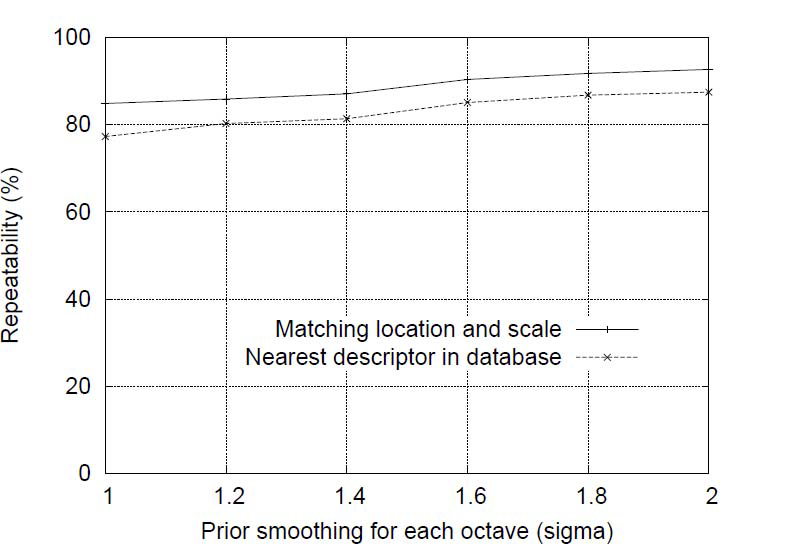 100
80
60
40
20
0
Repeatability (%)
Matching location and scale
Nearest descriptor in database
1 1.2 1.4 1.6 1.8 2
Prior smoothing for each octave (sigma)